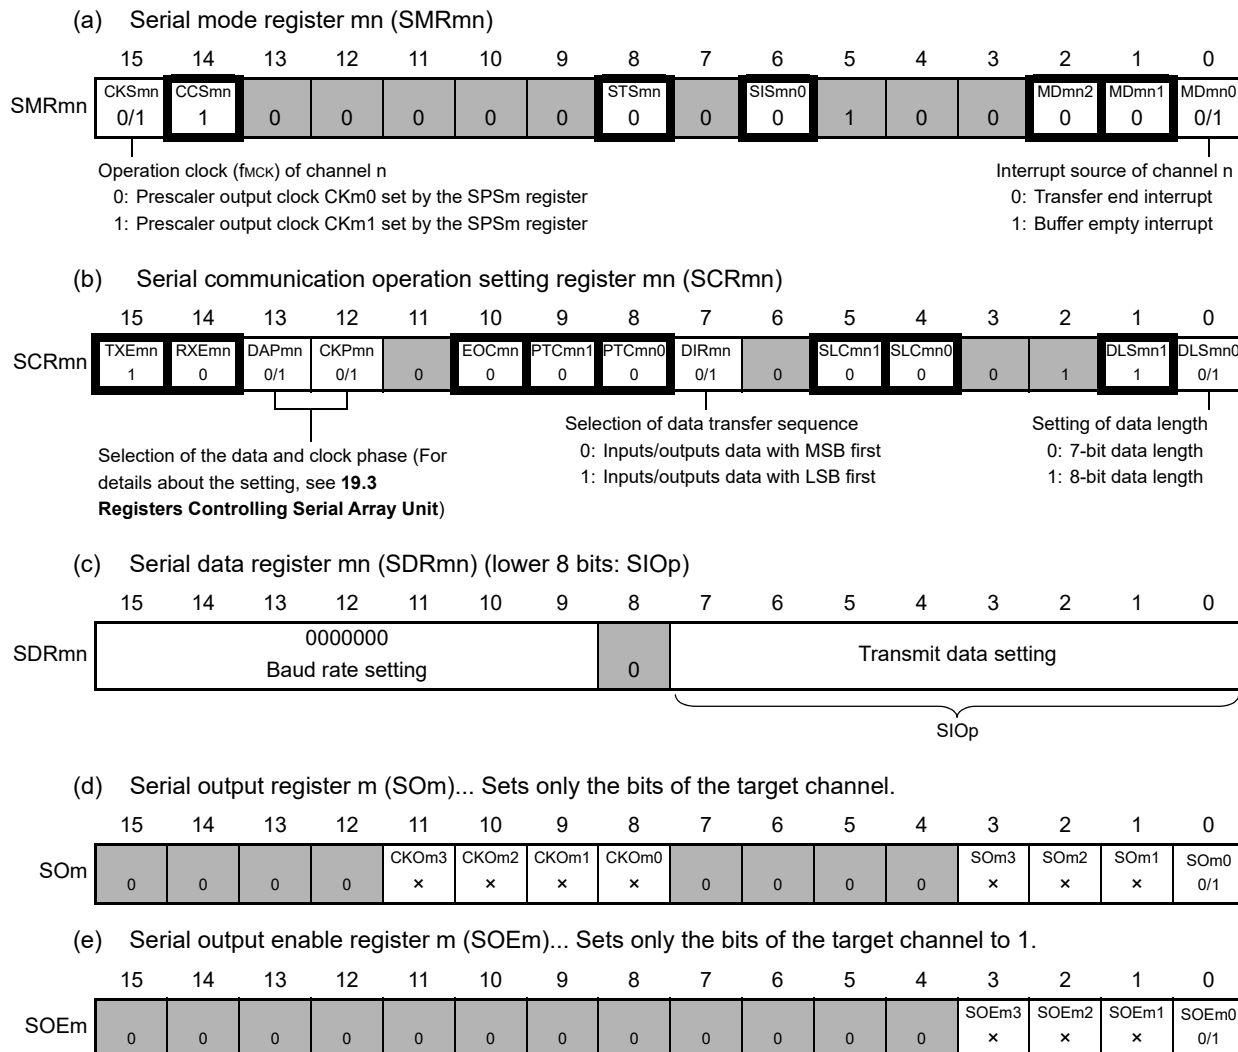 (a) Serial mode register mn (SMRmn)
15 14 13 12 11 10 9 8 7 6 5 4 3 2 1 0
CKSmn CCSmn STSmn SISmn0 MDmn2 MDmn1 MDmn0
SMRmn 0/1 1 0 0 0 0 0 0 0 0 1 0 0 0 0 0/1
Operation clock (fMCK) of channel n
0: Prescaler output clock CKm0 set by the SPSm register
1: Prescaler output clock CKm1 set by the SPSm register
Interrupt source of channel n
0: Transfer end interrupt
1: Buffer empty interrupt
(b) Serial communication operation setting register mn (SCRmn)
15 14 13 12 11 10 9 8 7 6 5 4 3 2 1 0
TXEmn RXEmn DAPmn CKPmn EOCmn PTCmn1 PTCmn0 DIRmn SLCmn1 SLCmn0 DLSmn1 DLSmn0
SCRmn 1 0 0/1 0/1 0 0 0 0 0/1 0 0 0 0 1 1 0/1
Selection of the data and clock phase (For
details about the setting, see 19.3
Registers Controlling Serial Array Unit)
Selection of data transfer sequence
0: Inputs/outputs data with MSB first
1: Inputs/outputs data with LSB first
Setting of data length
0: 7-bit data length
1: 8-bit data length
(c) Serial data register mn (SDRmn) (lower 8 bits: SIOp)
15 14 13 12 11 10 9 8 7 6 5 4 3 2 1 0
SDRmn
0000000
Baud rate setting
0
Transmit data setting
SIOp
(d) Serial output register m (SOm)... Sets only the bits of the target channel.
15 14 13 12 11 10 9 8 7 6 5 4 3 2 1 0
CKOm3 CKOm2 CKOm1 CKOm0 SOm3 SOm2 SOm1 SOm0
SOm 0 0 0 0 × × × × 0 0 0 0 × × × 0/1
(e) Serial output enable register m (SOEm)... Sets only the bits of the target channel to 1.
15 14 13 12 11 10 9 8 7 6 5 4 3 2 1 0
SOEm3 SOEm2 SOEm1 SOEm0
SOEm 0 0 0 0 0 0 0 0 0 0 0 0 × × × 0/1